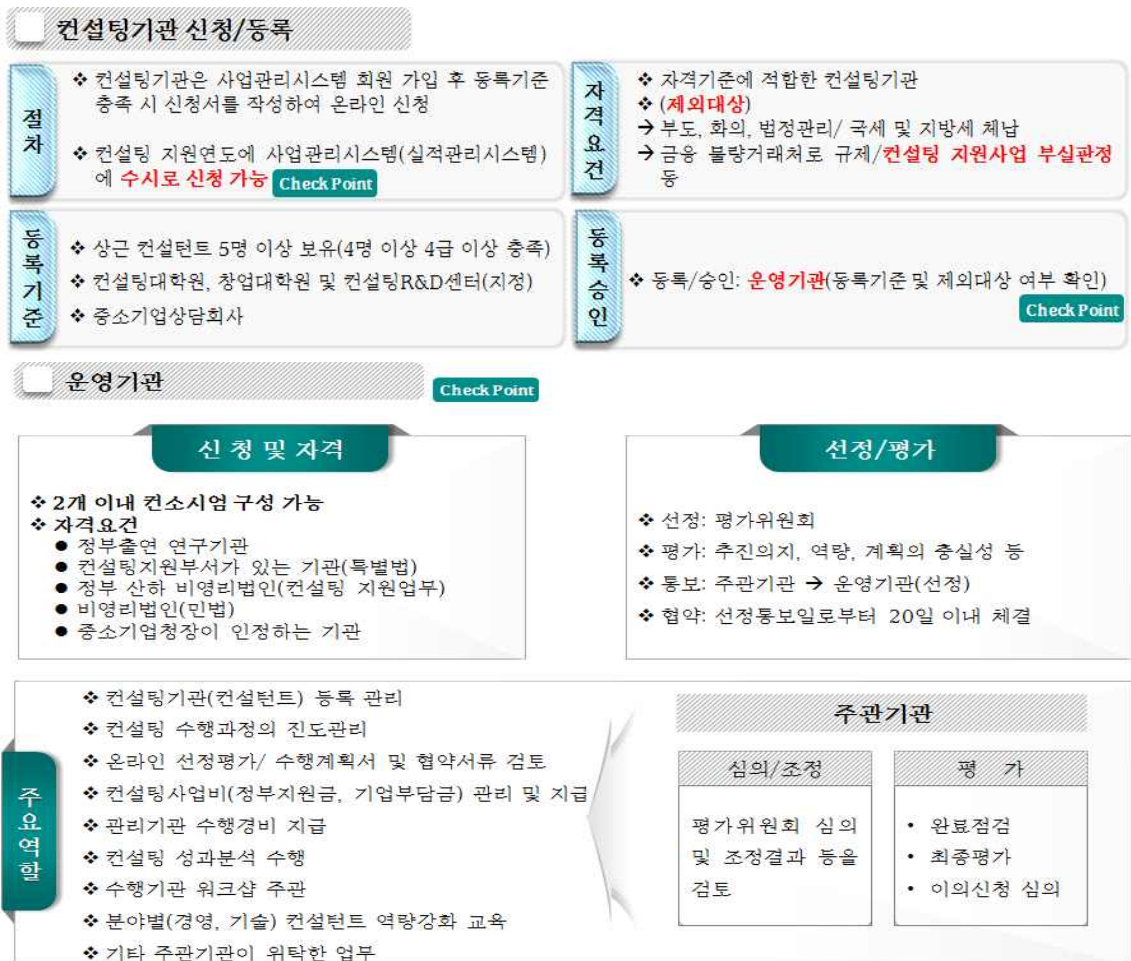 컨설팅기관 신청/등록
절차
❖ 컨설팅기관은 사업관리시스템 회원 가입 후 등록기준
충족 시 신청서를 작성하여 온라인 신청
❖ 컨설팅 지원연도에 사업관리시스템(실적관리시스템)
에 수시로 신청 가능 Check Point
자격요건
❖ 자격기준에 적합한 컨설팅기관
❖ (제외대상)
→ 부도, 화의, 법정관리/ 국세 및 지방세 체납
→ 금융 불량거래처로 규제/컨설팅 지원사업 부실판정
등
등록기준
❖ 상근 컨설턴트 5명 이상 보유(4명 이상 4급 이상 충족)
❖ 컨설팅대학원, 창업대학원 및 컨설팅R&D센터(지정)
❖ 중소기업상담회사
등록승인
❖ 등록/승인: 운영기관(등록기준 및 제외대상 여부 확인)
Check Point
운영기관
Check Point
신청 및 자격
❖ 2개 이내 컨소시엄 구성 가능
❖ 자격요건
● 정부출연 연구기관
● 컨설팅지원부서가 있는 기관(특별법)
● 정부 산하 비영리법인(컨설팅 지원업무)
● 비영리법인(민법)
● 중소기업청장이 인정하는 기관
선정/평가
❖ 선정: 평가위원회
❖ 평가: 추진의지, 역량, 계획의 충실성 등
❖ 통보: 주관기관 → 운영기관(선정)
❖ 협약: 선정통보일로부터 20일 이내 체결
주요역할
❖ 컨설팅기관(컨설턴트) 등록 관리
❖ 컨설팅 수행과정의 진도관리
❖ 온라인 선정평가/ 수행계획서 및 협약서류 검토
❖ 컨설팅사업비(정부지원금, 기업부담금) 관리 및 지급
❖ 관리기관 수행경비 지급
❖ 컨설팅 성과분석 수행
❖ 수행기관 워크샵 주관
❖ 분야별(경영, 기술) 컨설턴트 역량강화 교육
❖ 기타 주관기관이 위탁한 업무
주관기관
심의/조정
평가위원회 심의
및 조정결과 등을
검토
평 가
• 완료점검
• 최종평가
• 이의신청 심의